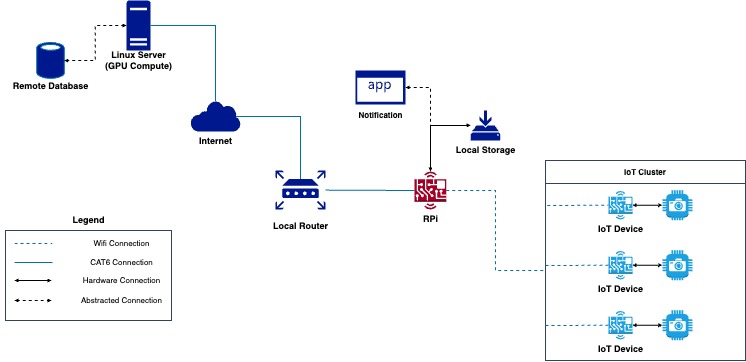 Linux Server
(GPU Compute)
Remote Database
app
Notification
Internet
Local Storage
IoT Cluster
Local Router
RPi
IoT Device
IoT Device
IoT Device
Legend
Wifi Connection
CAT6 Connection
Hardware Connection
Abstracted Connection